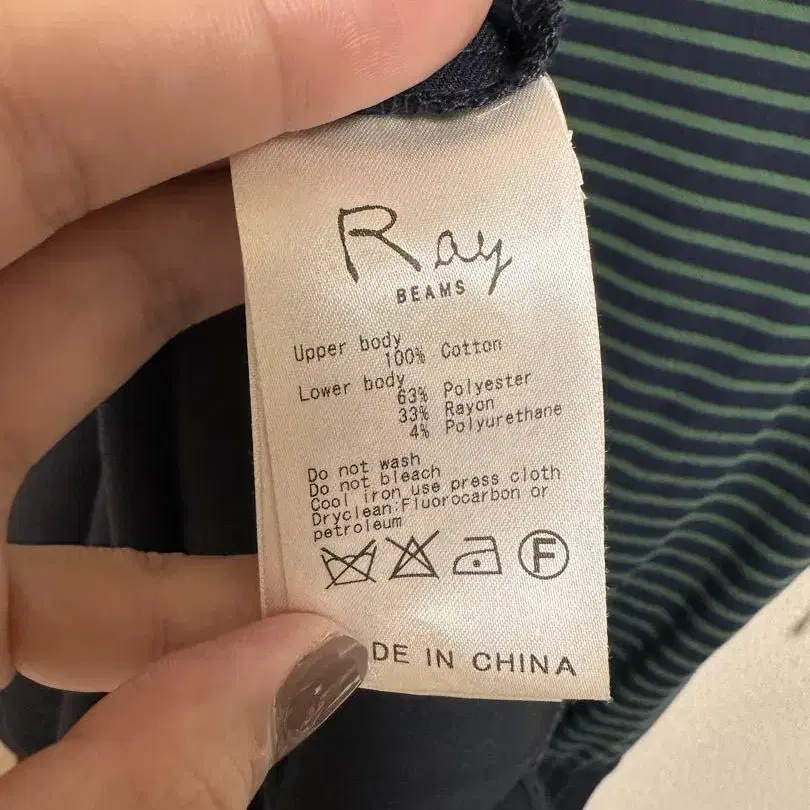 Ray
BEAMS
Upper body
100% Cotton
Lower body
63% Polyester
33% Rayon
4% Polyurethane
Do not wash
Do not bleach
Cool iron use press cloth
Dryclean:Fluorocarbon or
petroleum
F
DE IN CHINA